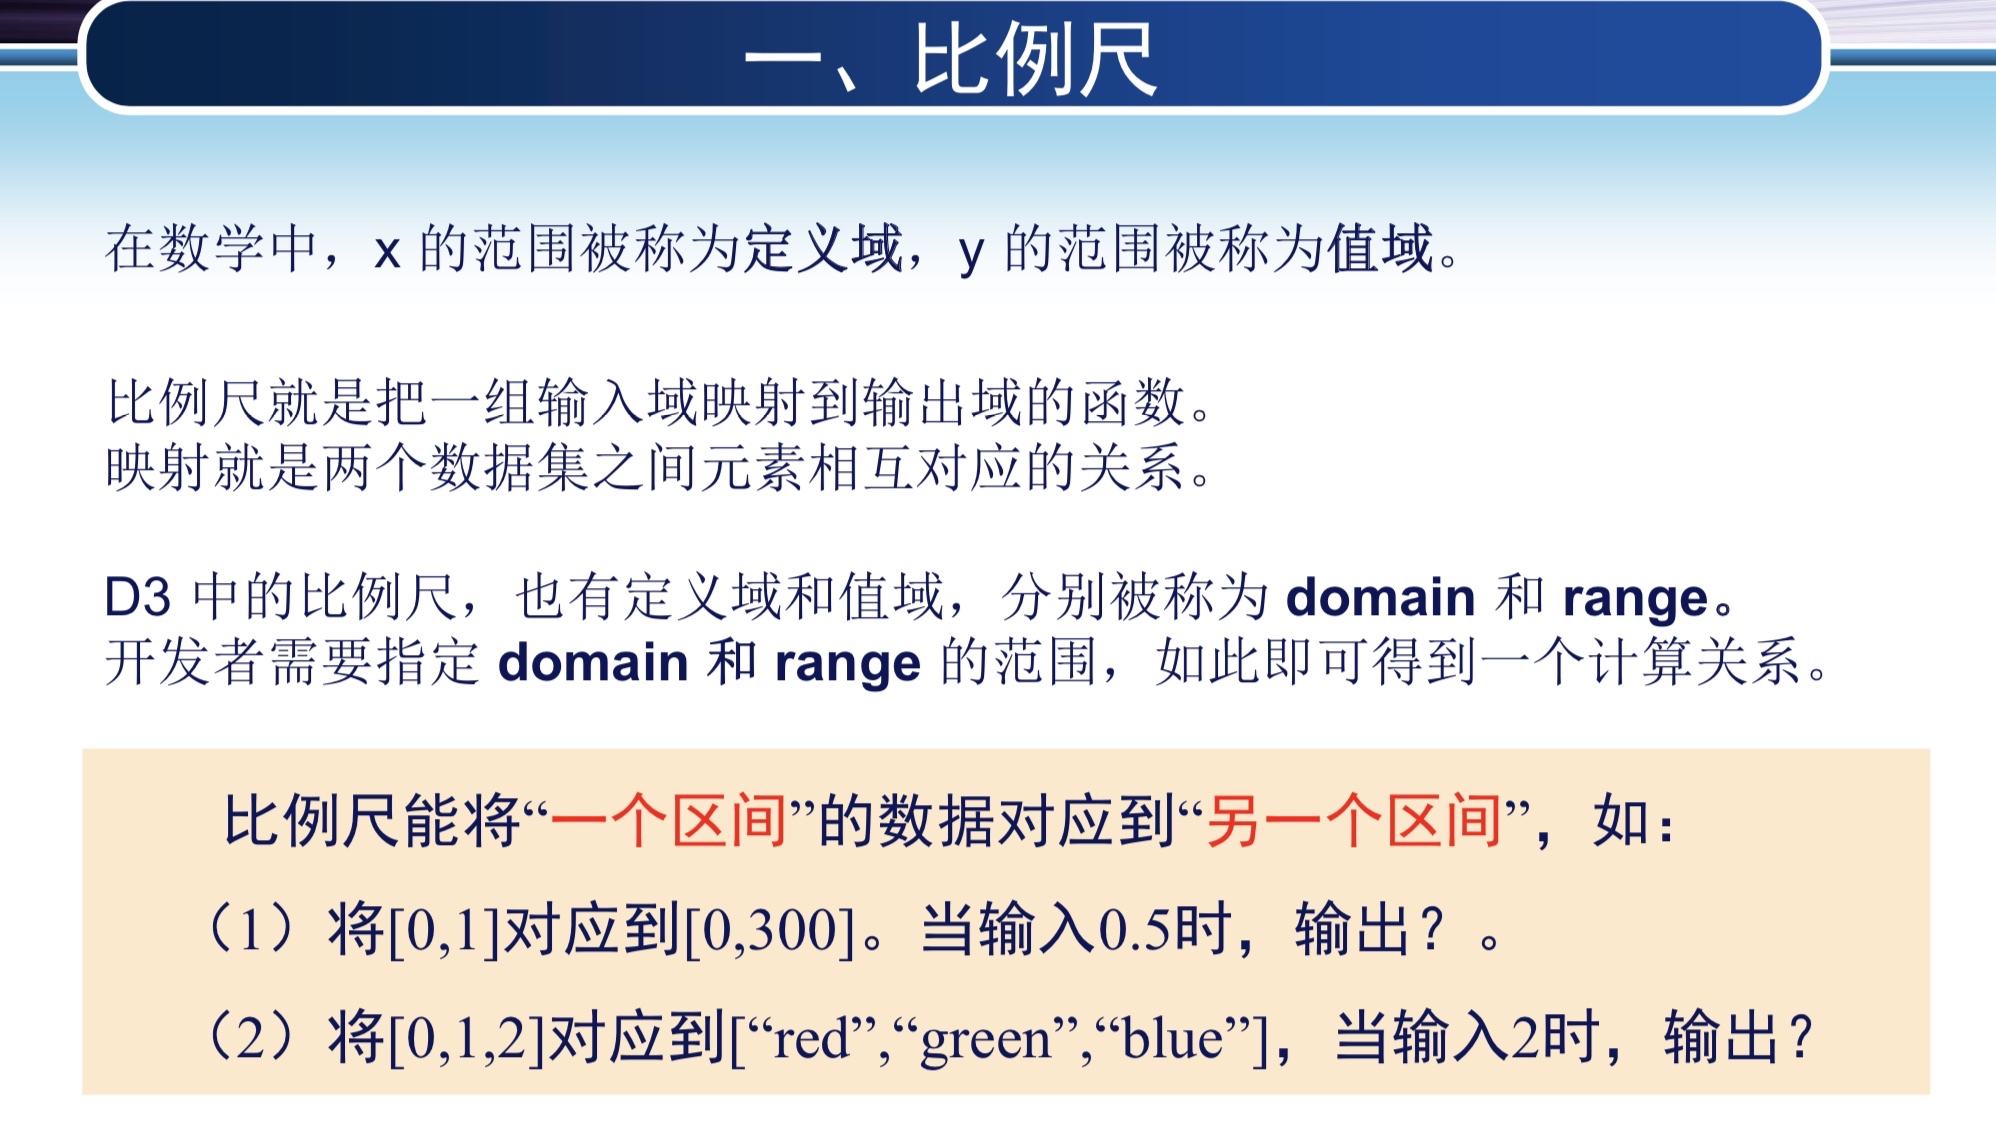 一、比例尺
在数学中，x 的范围被称为定义域，y 的范围被称为值域。
比例尺就是把一组输入域映射到输出域的函数。
映射就是两个数据集之间元素相互对应的关系。
D3 中的比例尺，也有定义域和值域，分别被称为 domain 和 range。
开发者需要指定 domain 和 range 的范围，如此即可得到一个计算关系。
比例尺能将“一个区间”的数据对应到“另一个区间”，如：
（1）将[0,1]对应到[0,300]。当输入0.5时，输出？。
（2）将[0,1,2]对应到[“red”,“green”,“blue”]，当输入2时，输出？